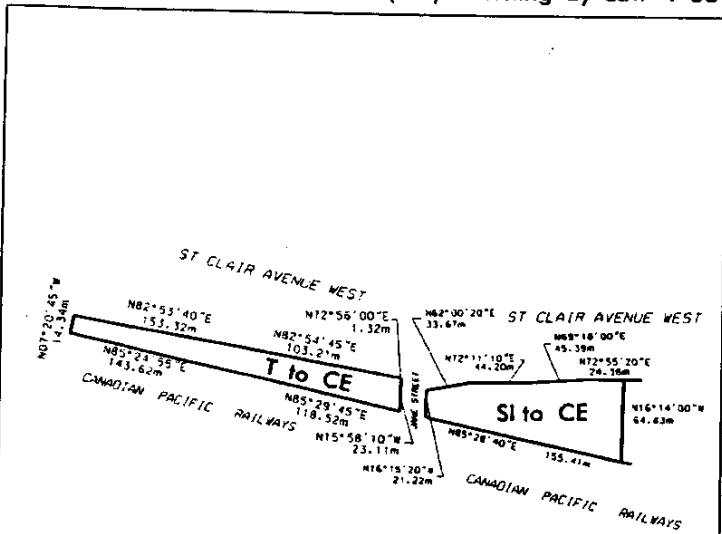 ST CLAIR AVENUE WEST
N07°20'45"W
14.34m
N82°53'40"E
153.32m
N72°56'00"E
1.32m
N82°54'45"E
103.21m
N85°24'55"E
143.62m
T to CE
N85°29'45"E
118.52m
CANADIAN PACIFIC RAILWAYS
N15°58'10"W
23.11m
JANE STREET
N62°00'20"E
33.67m
ST CLAIR AVENUE WEST
N69°18'00"E
45.39m
N72°17'10"E
44.20m
N72°55'20"E
SI to CE
N16°14'00"W
64.63m
N85°28'40"E
155.41m
N16°15'20"W
21.22m
CANADIAN PACIFIC RAILWAYS